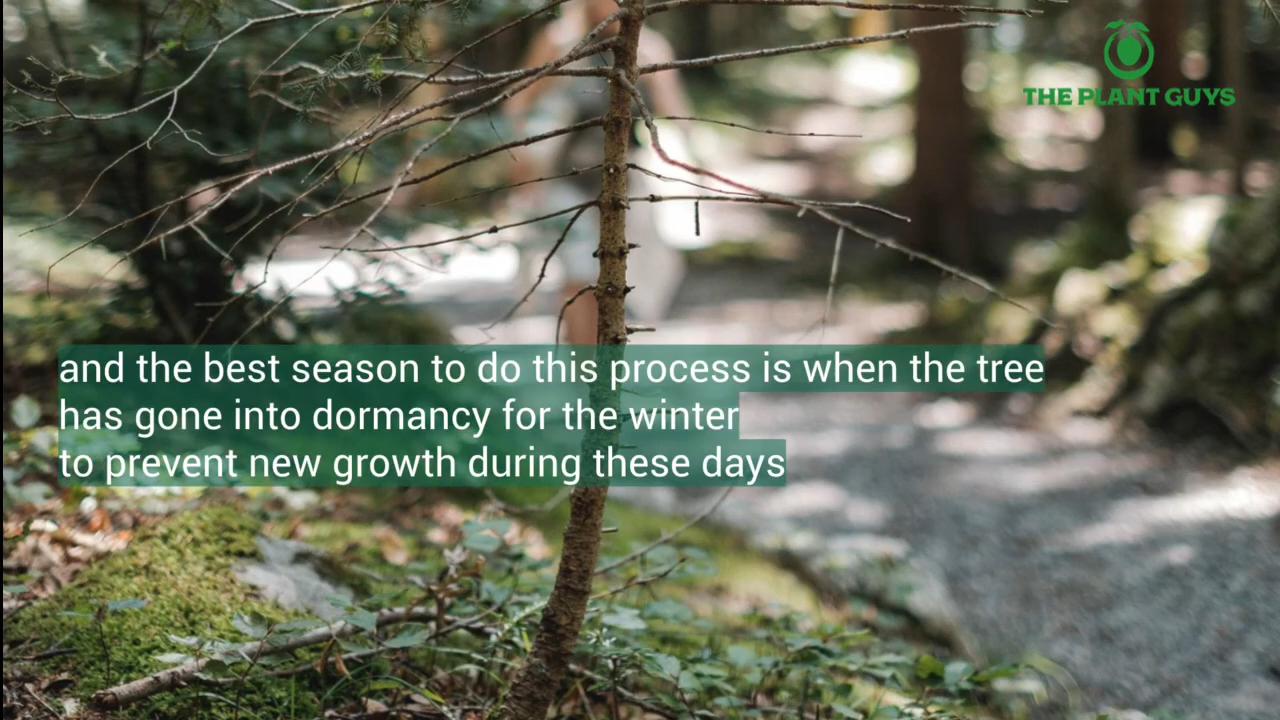 THE PLANT GUYS
and the best season to do this process is when the tree
has gone into dormancy for the winter
to prevent new growth during these days